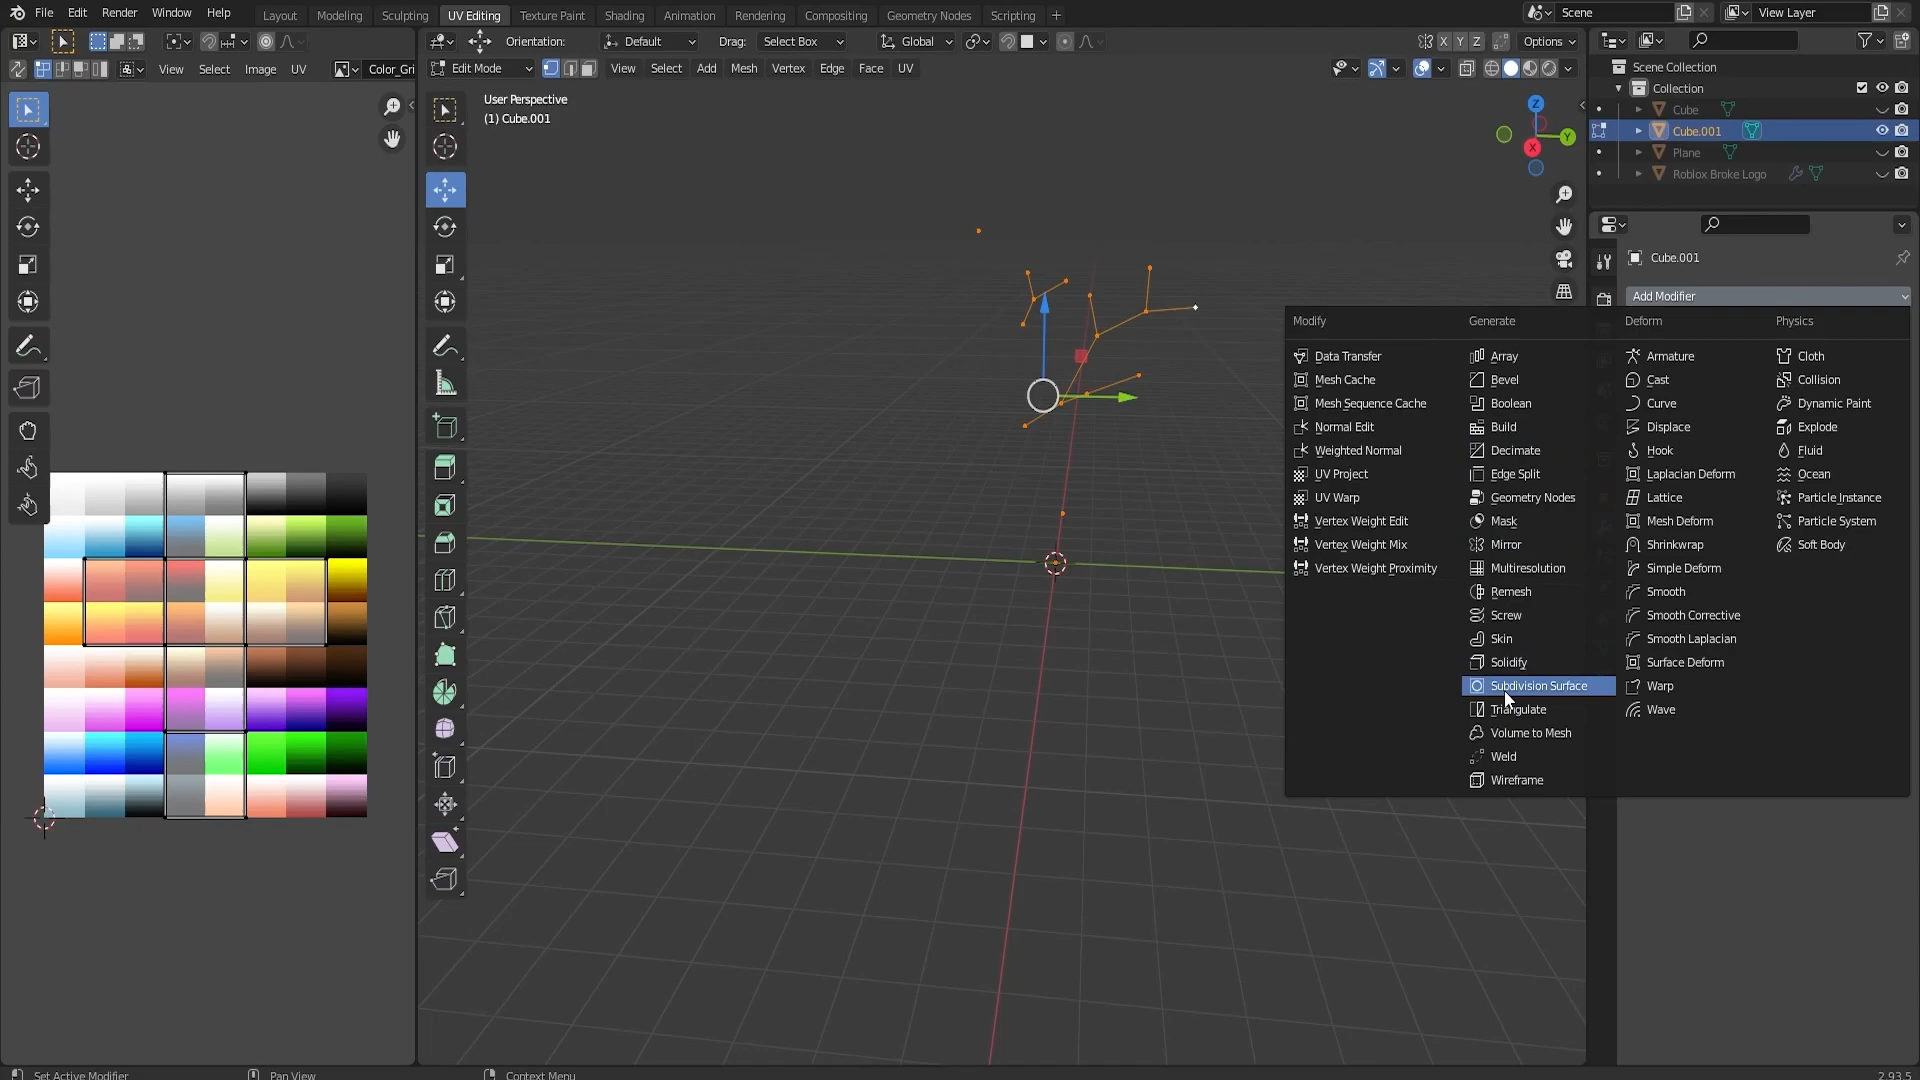 File Edit Render Window Help
Layout Modeling Sculpting UV Editing Texture Paint Shading Animation Rendering Compositing Geometry Nodes Scripting +
Scene
View Layer
Orientation: Default Drag: Select Box Global
X Y Z Options
View Select Image UV Color_Gri
Edit Mode View Select Add Mesh Vertex Edge Face UV
User Perspective
(1) Cube.001
Z
Y
X
Scene Collection
Collection
Cube
Cube.001
Plane
Roblox Broke Logo
Cube.001
Add Modifier
Modify
Data Transfer
Mesh Cache
Mesh Sequence Cache
Normal Edit
Weighted Normal
UV Project
UV Warp
Vertex Weight Edit
Vertex Weight Mix
Vertex Weight Proximity
Generate
Array
Bevel
Boolean
Build
Decimate
Edge Split
Geometry Nodes
Mask
Mirror
Multiresolution
Remesh
Screw
Skin
Solidify
Subdivision Surface
Triangulate
Volume to Mesh
Weld
Wireframe
Deform
Armature
Cast
Curve
Displace
Hook
Laplacian Deform
Lattice
Mesh Deform
Shrinkwrap
Simple Deform
Smooth
Smooth Corrective
Smooth Laplacian
Surface Deform
Warp
Wave
Physics
Cloth
Collision
Dynamic Paint
Explode
Fluid
Ocean
Particle Instance
Particle System
Soft Body
Set Active Modifier Pan View Context Menu
2.93.5